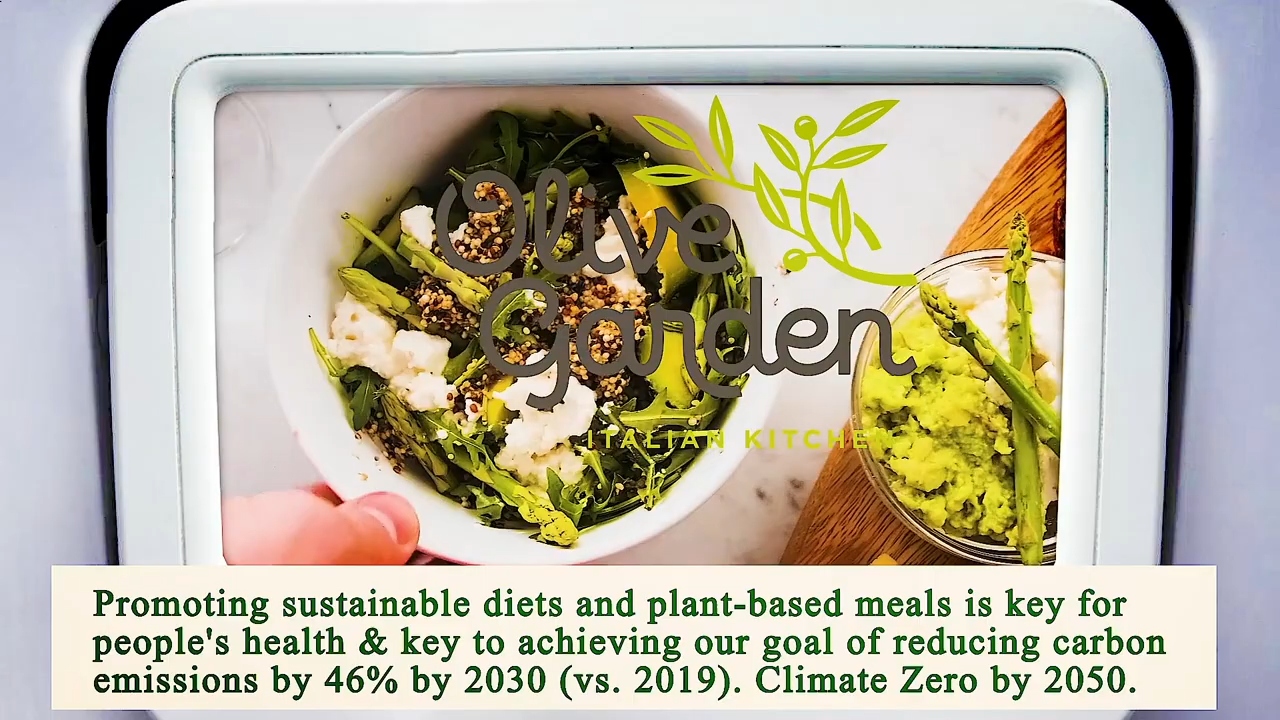 Olive
Garden
ITALIAN KITCHEN
Promoting sustainable diets and plant-based meals is key for
people's health & key to achieving our goal of reducing carbon
emissions by 46% by 2030 (vs. 2019). Climate Zero by 2050.